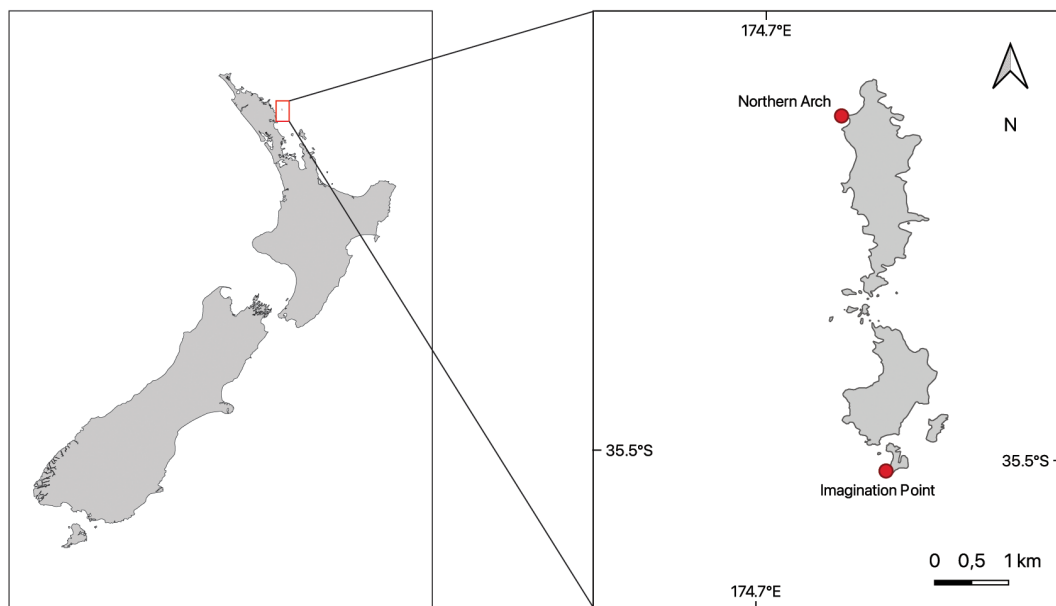 174.7°E
Northern Arch
N
35.5°S
35.5°S
Imagination Point
0 0,5 1 km
174.7°E